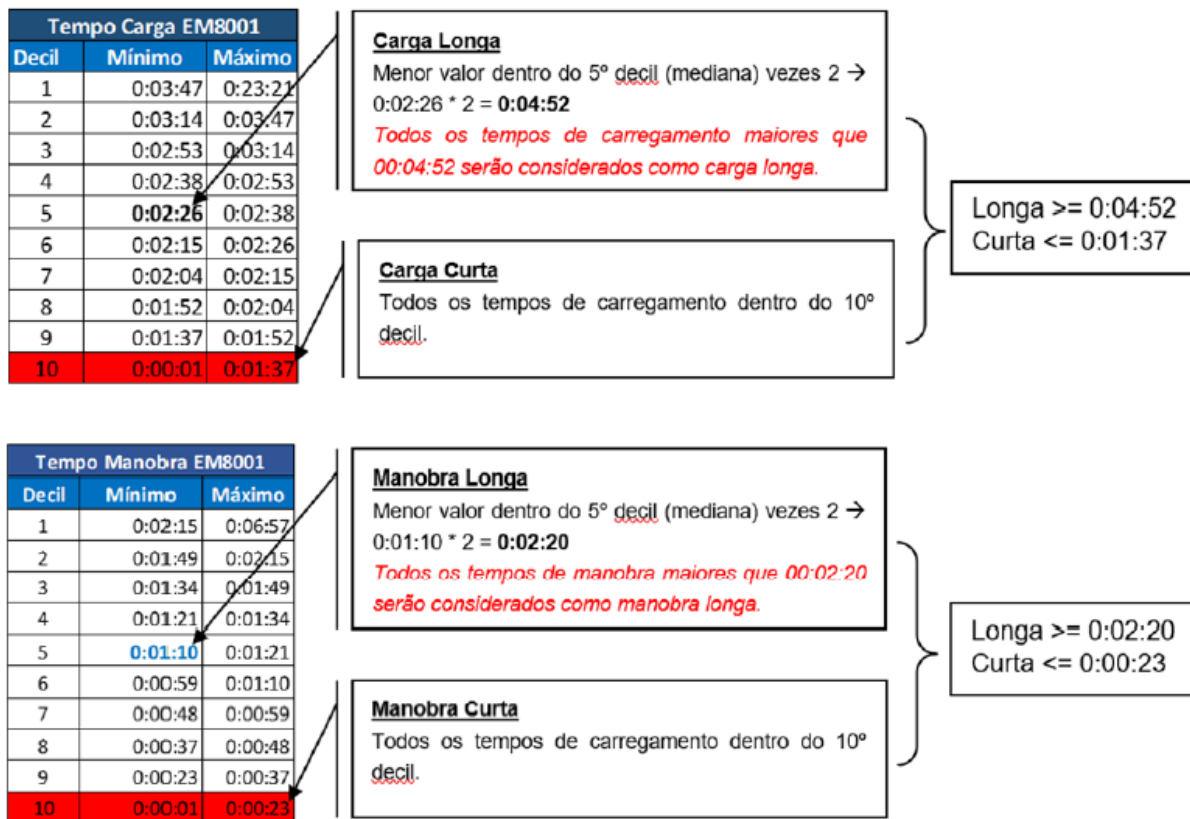 Tempo Carga EM8001
Decil Mínimo Máximo
1 0:03:47 0:23:21
2 0:03:14 0:03:47
3 0:02:53 0:03:14
4 0:02:38 0:02:53
5 0:02:26 0:02:38
6 0:02:15 0:02:26
7 0:02:04 0:02:15
8 0:01:52 0:02:04
9 0:01:37 0:01:52
10 0:00:01 0:01:37
Carga Longa
Menor valor dentro do 5º decil (mediana) vezes 2 →
0:02:26 * 2 = 0:04:52
Todos os tempos de carregamento maiores que
00:04:52 serão considerados como carga longa.
Carga Curta
Todos os tempos de carregamento dentro do 10º
decil.
Longa >= 0:04:52
Curta <= 0:01:37
Tempo Manobra EM8001
Decil Mínimo Máximo
1 0:02:15 0:06:57
2 0:01:49 0:02:15
3 0:01:34 0:01:49
4 0:01:21 0:01:34
5 0:01:10 0:01:21
6 0:00:59 0:01:10
7 0:00:48 0:00:59
8 0:00:37 0:00:48
9 0:00:23 0:00:37
10 0:00:01 0:00:23
Manobra Longa
Menor valor dentro do 5º decil (mediana) vezes 2 →
0:01:10 * 2 = 0:02:20
Todos os tempos de manobra maiores que 00:02:20
serão considerados como manobra longa.
Manobra Curta
Todos os tempos de carregamento dentro do 10º
decil.
Longa >= 0:02:20
Curta <= 0:00:23